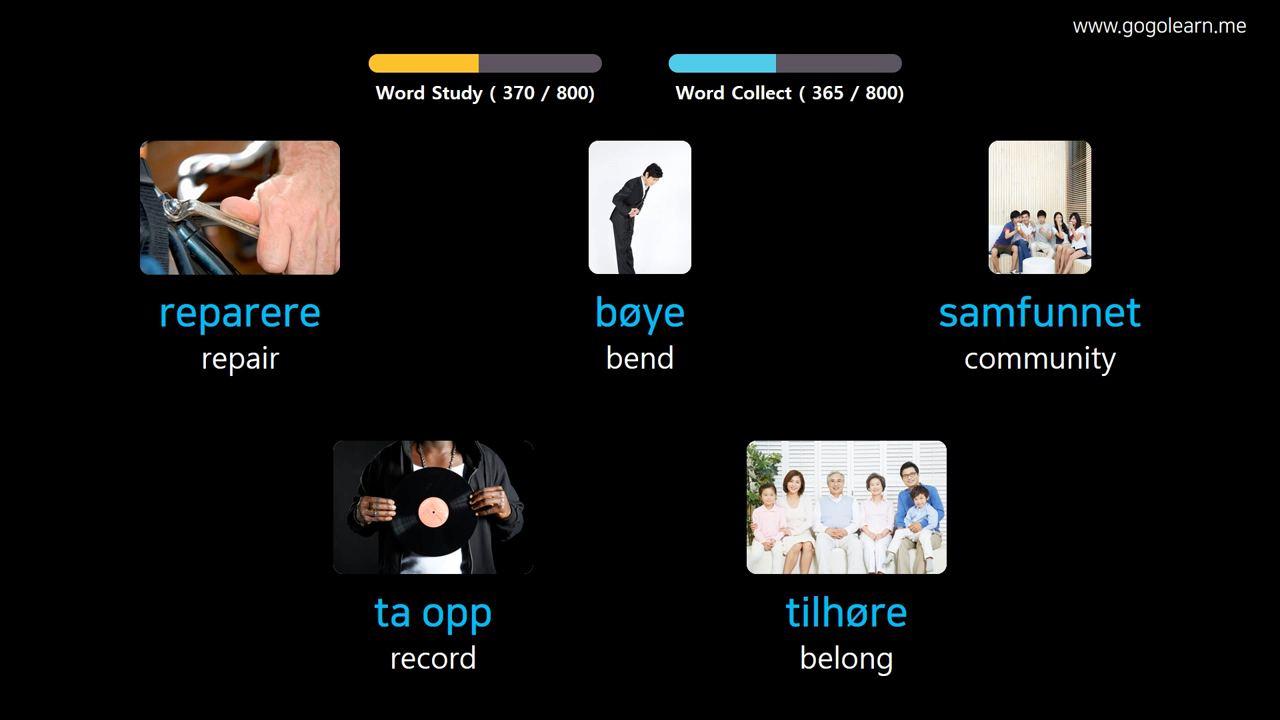 www.gogolearn.me
Word Study ( 370 / 800)
Word Collect ( 365 / 800)
reparere
repair
bøye
bend
samfunnet
community
ta opp
record
tilhøre
belong